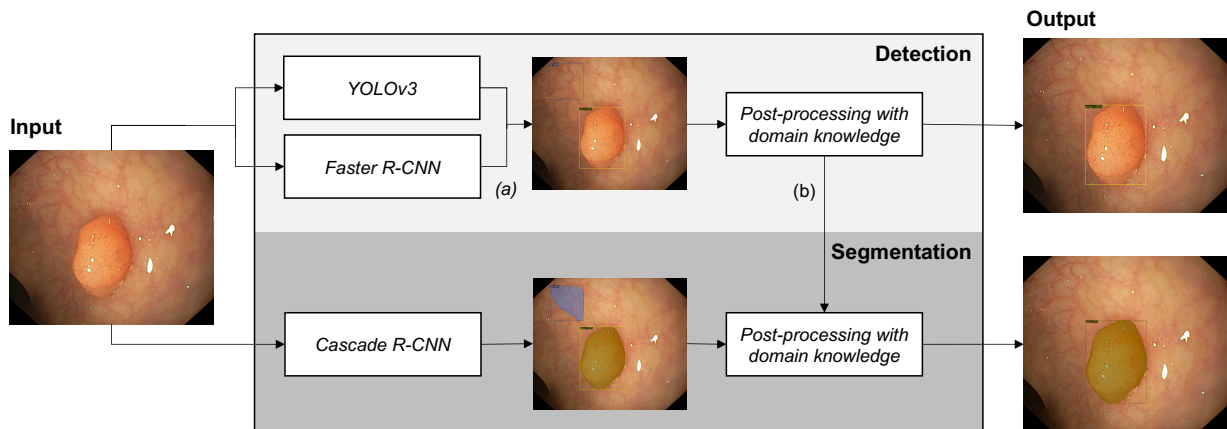 Output
Detection
YOLOv3
Input
Post-processing with
domain knowledge
Faster R-CNN
(a)
(b)
Segmentation
Cascade R-CNN
Post-processing with
domain knowledge